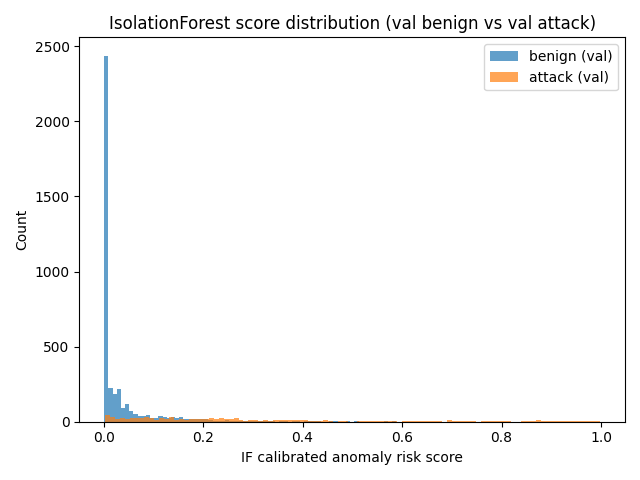 IsolationForest score distribution (val benign vs val attack)
benign (val)
attack (val)
Count
2500
2000
1500
1000
500
0
0.0 0.2 0.4 0.6 0.8 1.0
IF calibrated anomaly risk score